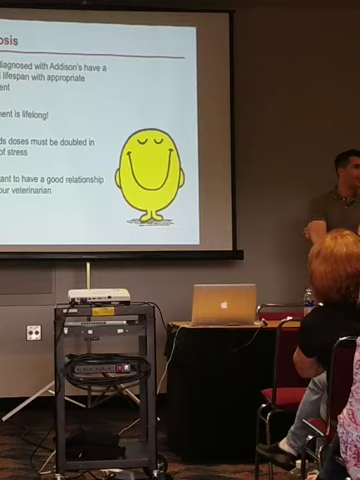 osis
diagnosed with Addison's have a
lifespan with appropriate
ent
ent is lifelong!
ds doses must be doubled in
of stress
ant to have a good relationship
our veterinarian